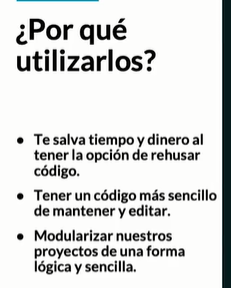 ¿Por qué
utilizarlos?
• Te salva tiempo y dinero al
tener la opción de rehusar
código.
• Tener un código más sencillo
de mantener y editar.
• Modularizar nuestros
proyectos de una forma
lógica y sencilla.